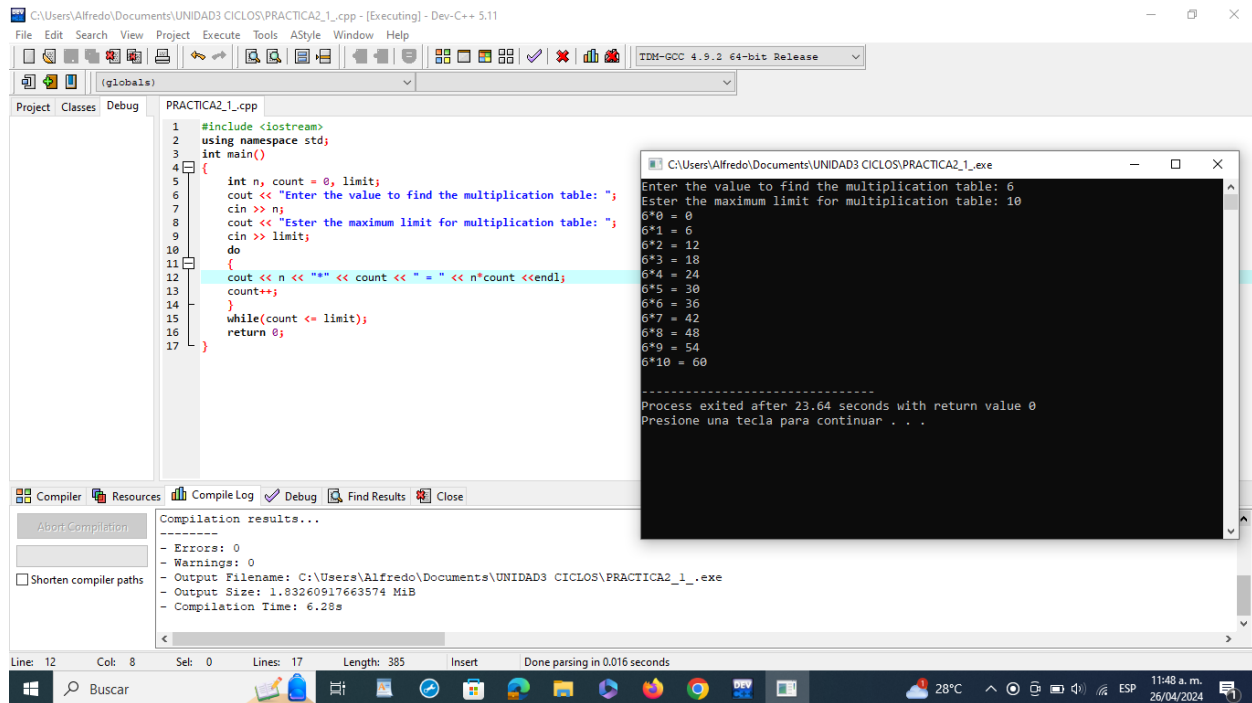 C:\Users\Alfredo\Documents\UNIDAD3 CICLOS\PRACTICA2_1_.cpp - [Executing] - Dev-C++ 5.11
File Edit Search View Project Execute Tools AStyle Window Help
TDM-GCC 4.9.2 64-bit Release
(globals)
Project Classes Debug
PRACTICA2_1_.cpp
1 #include <iostream>
2 using namespace std;
3 int main()
4 {
5 int n, count = 0, limit;
6 cout << "Enter the value to find the multiplication table: ";
7 cin >> n;
8 cout << "Ester the maximum limit for multiplication table: ";
9 cin >> limit;
10 do
11 {
12 cout << n << "*" << count << " = " << n*count <<endl;
13 count++;
14 }
15 while(count <= limit);
16 return 0;
17 }
C:\Users\Alfredo\Documents\UNIDAD3 CICLOS\PRACTICA2_1_.exe
Enter the value to find the multiplication table: 6
Ester the maximum limit for multiplication table: 10
6*0 = 0
6*1 = 6
6*2 = 12
6*3 = 18
6*4 = 24
6*5 = 30
6*6 = 36
6*7 = 42
6*8 = 48
6*9 = 54
6*10 = 60
--------------------------------
Process exited after 23.64 seconds with return value 0
Presione una tecla para continuar . . .
Compiler Resources Compile Log Debug Find Results Close
Abort Compilation
Shorten compiler paths
Compilation results...
--------
- Errors: 0
- Warnings: 0
- Output Filename: C:\Users\Alfredo\Documents\UNIDAD3 CICLOS\PRACTICA2_1_.exe
- Output Size: 1.83260917663574 MiB
- Compilation Time: 6.28s
Line: 12 Col: 8 Sel: 0 Lines: 17 Length: 385 Insert Done parsing in 0.016 seconds
Buscar
DEV
28°C
ESP
11:48 a. m.
26/04/2024
1